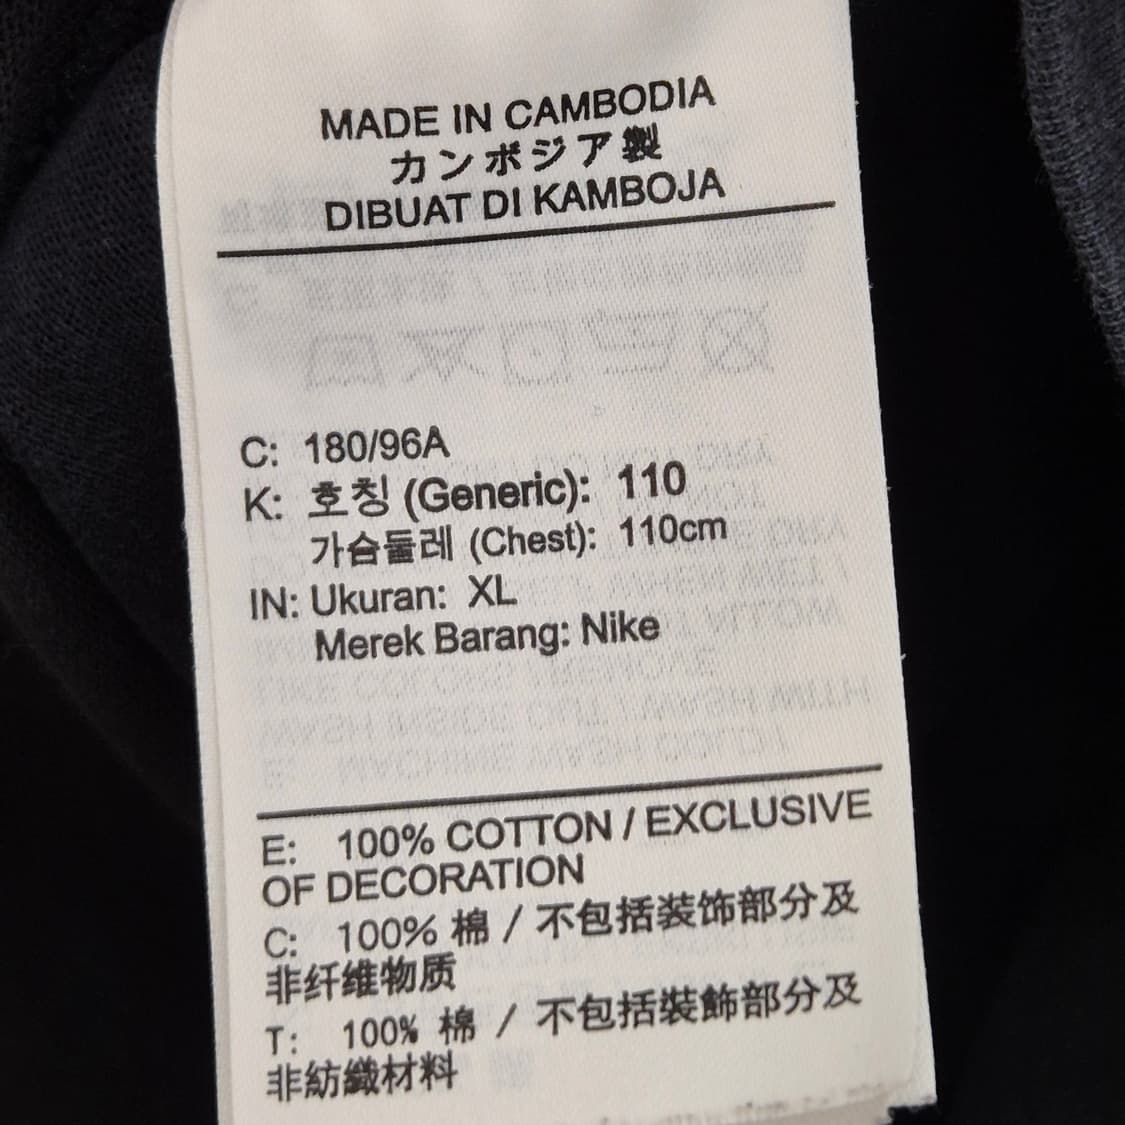 MADE IN CAMBODIA
カンボジア製
DIBUAT DI KAMBOJA
C: 180/96A
K: 호칭 (Generic): 110
가슴둘레 (Chest): 110cm
IN: Ukuran: XL
Merek Barang: Nike
E: 100% COTTON / EXCLUSIVE
OF DECORATION
C: 100% 棉 / 不包括装饰部分及
非纤维物质
T: 100% 棉 / 不包括裝飾部分及
非紡織材料